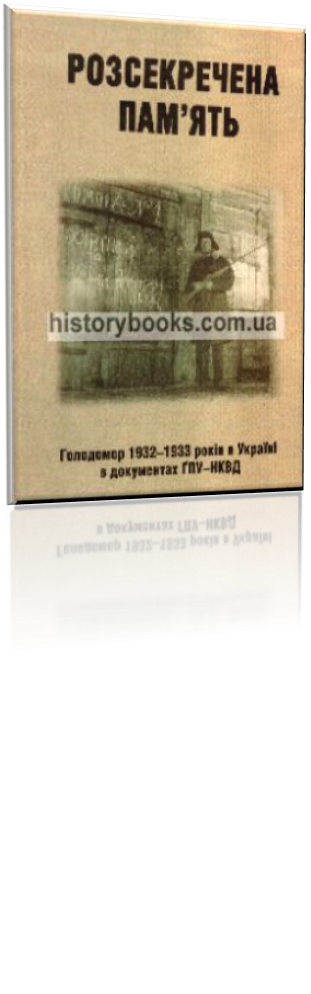 РОЗСЕКРЕЧЕНА
ПАМ'ЯТЬ
historybooks.com.ua
Голодомор 1932–1933 років в Україні
в документах ГПУ–НКВД